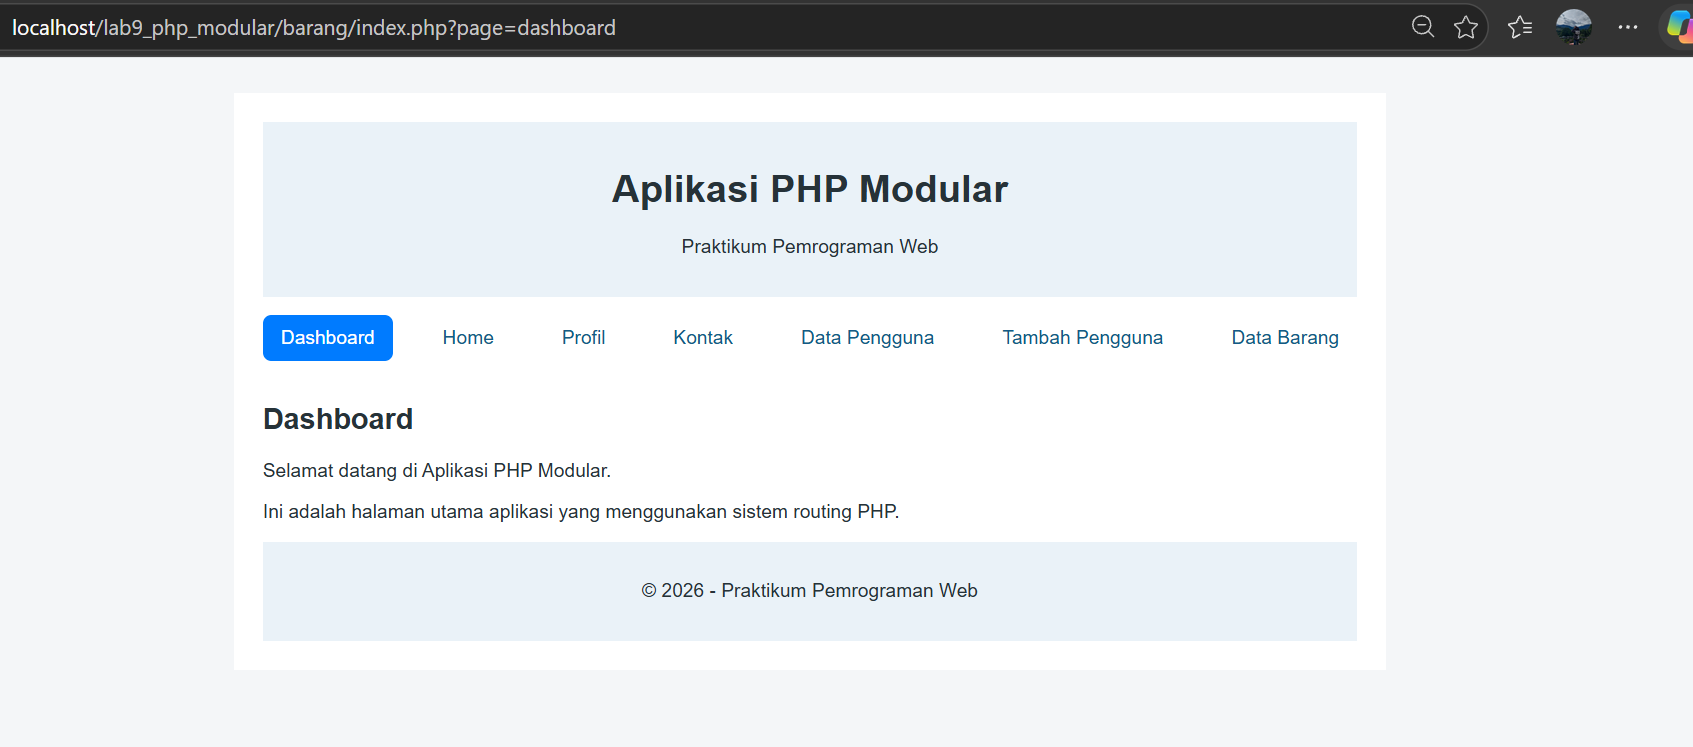 localhost/lab9_php_modular/barang/index.php?page=dashboard
Aplikasi PHP Modular
Praktikum Pemrograman Web
Dashboard Home Profil Kontak Data Pengguna Tambah Pengguna Data Barang
Dashboard
Selamat datang di Aplikasi PHP Modular.
Ini adalah halaman utama aplikasi yang menggunakan sistem routing PHP.
© 2026 - Praktikum Pemrograman Web